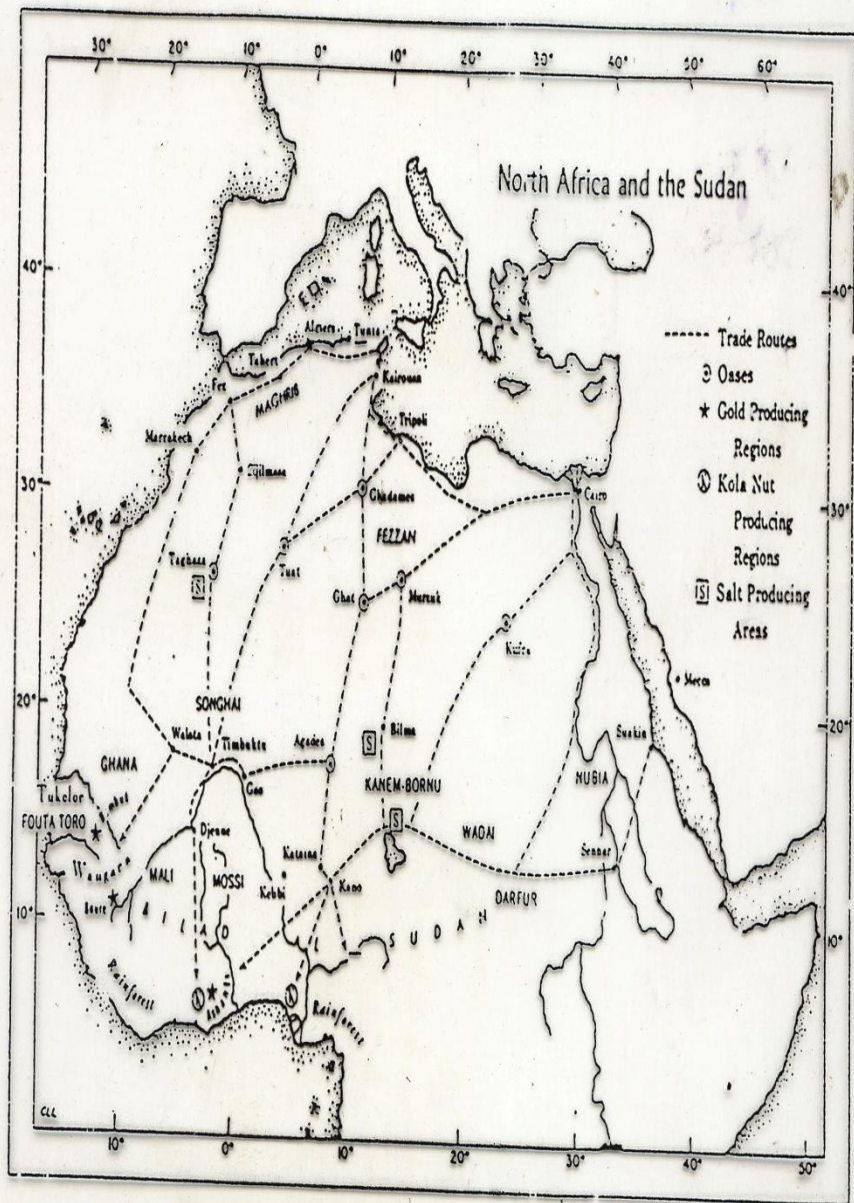 30° 20° 10° 0° 10° 20° 30° 40° 50° 60°
North Africa and the Sudan
40°
40°
Algiers Tunis
Tahert
Fez
MAGHRIB
Kairouan
Marrakech
Tripoli
Sijilmasa
30°
Ghadames
Cairo
30°
FEZZAN
Taghaza
S
Tuat
Ghat
Murzuk
Kufra
Mecca
20°
SONGHAI
Walata
Timbuktu
Agades
Bilma
S
Suakin
20°
GHANA
Gao
KANEM-BORNU
NUBIA
Tukolor
FOUTA TORO
S
WADAI
Djenne
Wangara
MALI
MOSSI
Katsina
Kebbi
Kano
Sennar
DARFUR
10°
Boure
BILAD
SUDAN
10°
Rainforest
Ashanti
Rainforest
CLL
10° 0° 10° 20° 30° 40° 50°
Trade Routes
Oases
Gold Producing
Regions
Kola Nut
Producing
Regions
S Salt Producing
Areas